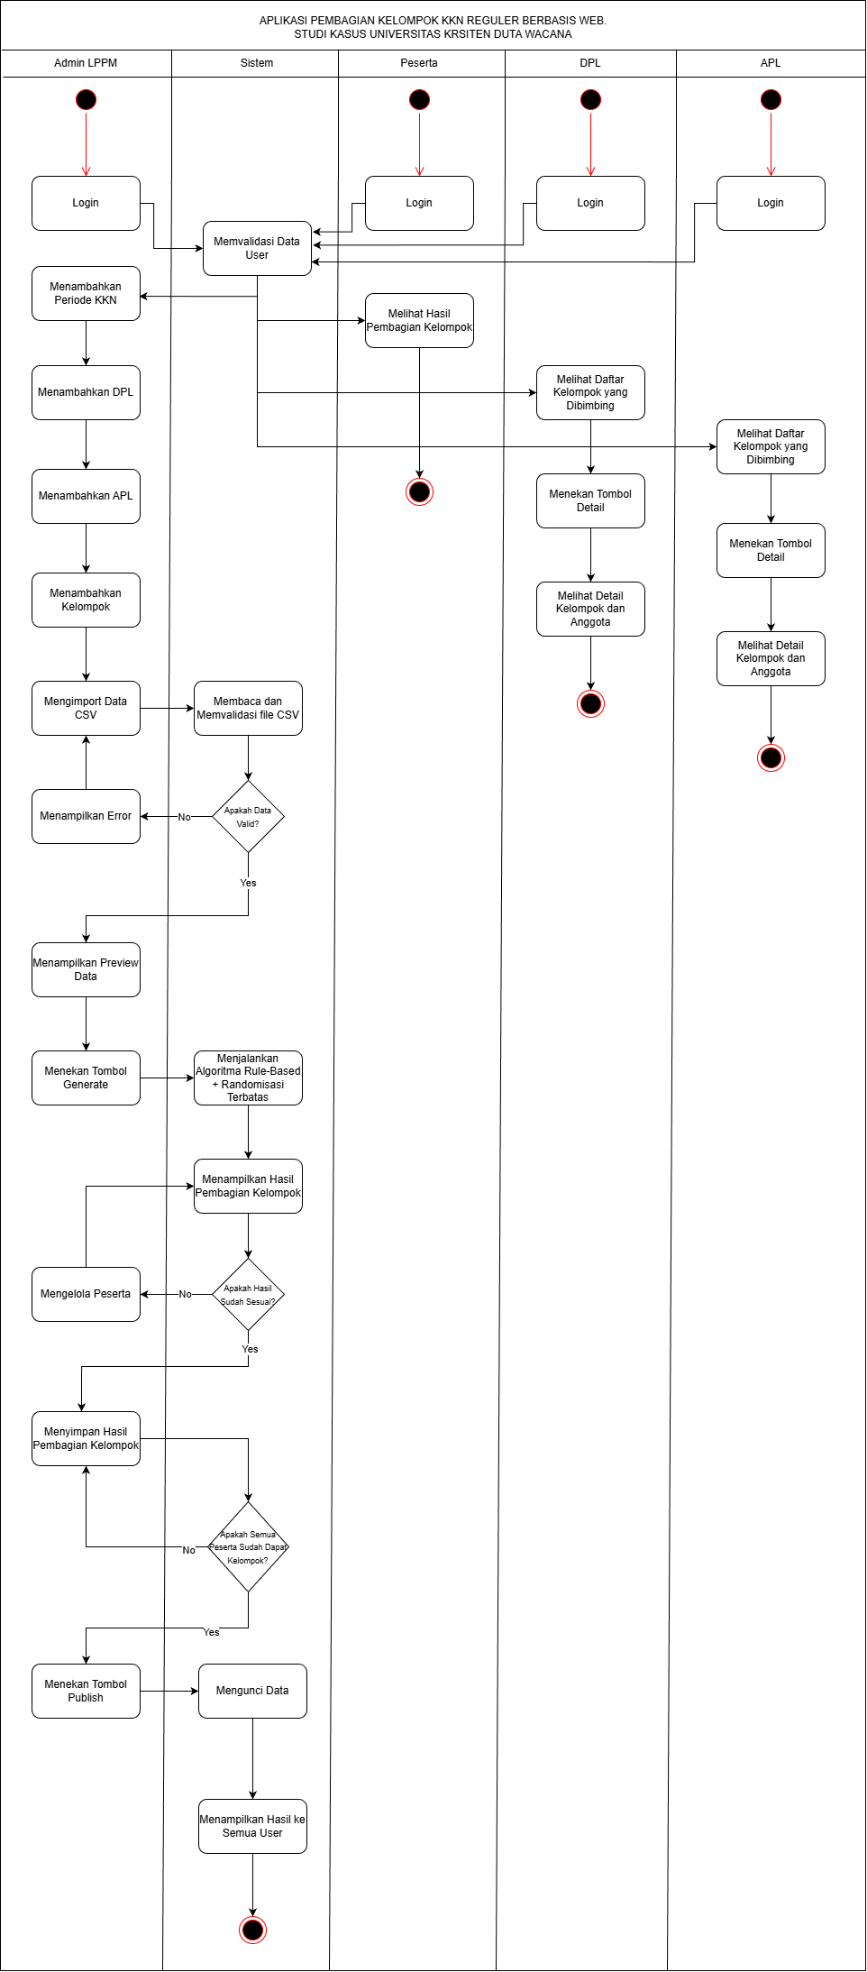 APLIKASI PEMBAGIAN KELOMPOK KKN REGULER BERBASIS WEB.
STUDI KASUS UNIVERSITAS KRSITEN DUTA WACANA
Admin LPPM
Sistem
Peserta
DPL
APL
Login
Login
Login
Login
Memvalidasi Data
User
Menambahkan
Periode KKN
Melihat Hasil
Pembagian Kelompok
Menambahkan DPL
Melihat Daftar
Kelompok yang
Dibimbing
Melihat Daftar
Kelompok yang
Dibimbing
Menambahkan APL
Menekan Tombol
Detail
Menekan Tombol
Detail
Menambahkan
Kelompok
Melihat Detail
Kelompok dan
Anggota
Melihat Detail
Kelompok dan
Anggota
Mengimport Data
CSV
Membaca dan
Memvalidasi file CSV
Menampilkan Error
No
Apakah Data
Valid?
Yes
Menampilkan Preview
Data
Menekan Tombol
Generate
Menjalankan
Algoritma Rule-Based
+ Randomisasi
Terbatas
Menampilkan Hasil
Pembagian Kelompok
Mengelola Peserta
No
Apakah Hasil
Sudah Sesuai?
Yes
Menyimpan Hasil
Pembagian Kelompok
Apakah Semua
Peserta Sudah Dapat
Kelompok?
No
Yes
Menekan Tombol
Publish
Mengunci Data
Menampilkan Hasil ke
Semua User